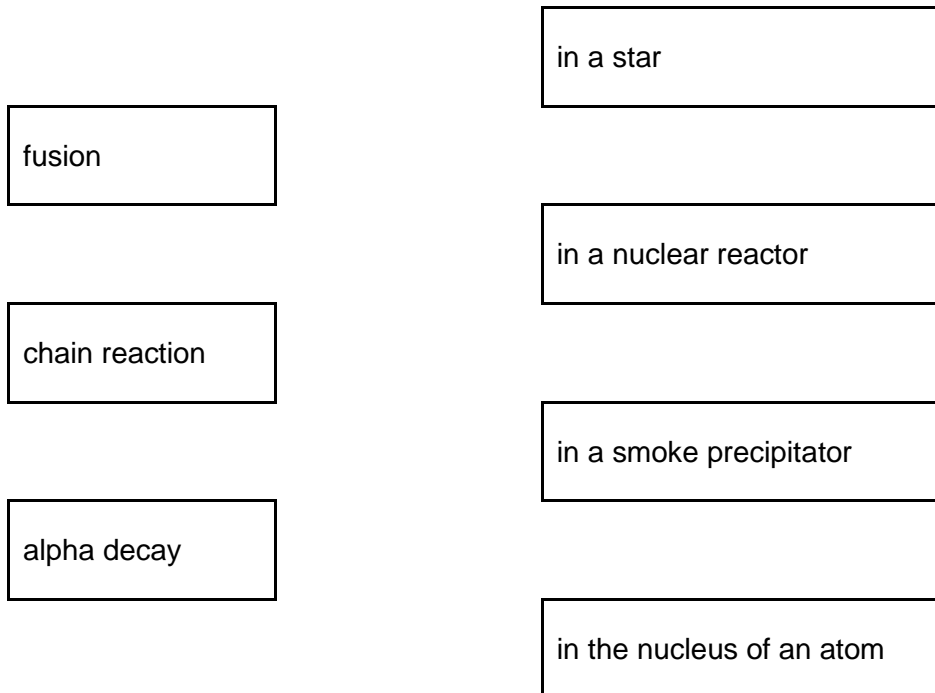 in a star
fusion
in a nuclear reactor
chain reaction
in a smoke precipitator
alpha decay
in the nucleus of an atom